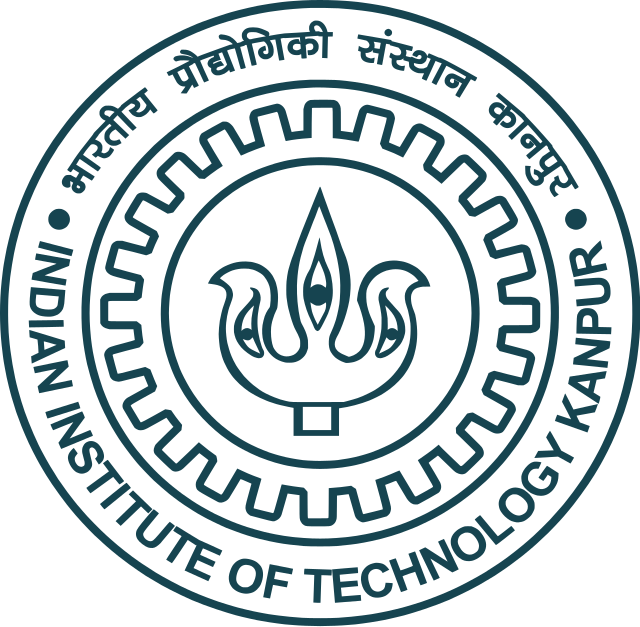 भारतीय प्रौद्योगिकी संस्थान कानपुर
INDIAN INSTITUTE OF TECHNOLOGY KANPUR